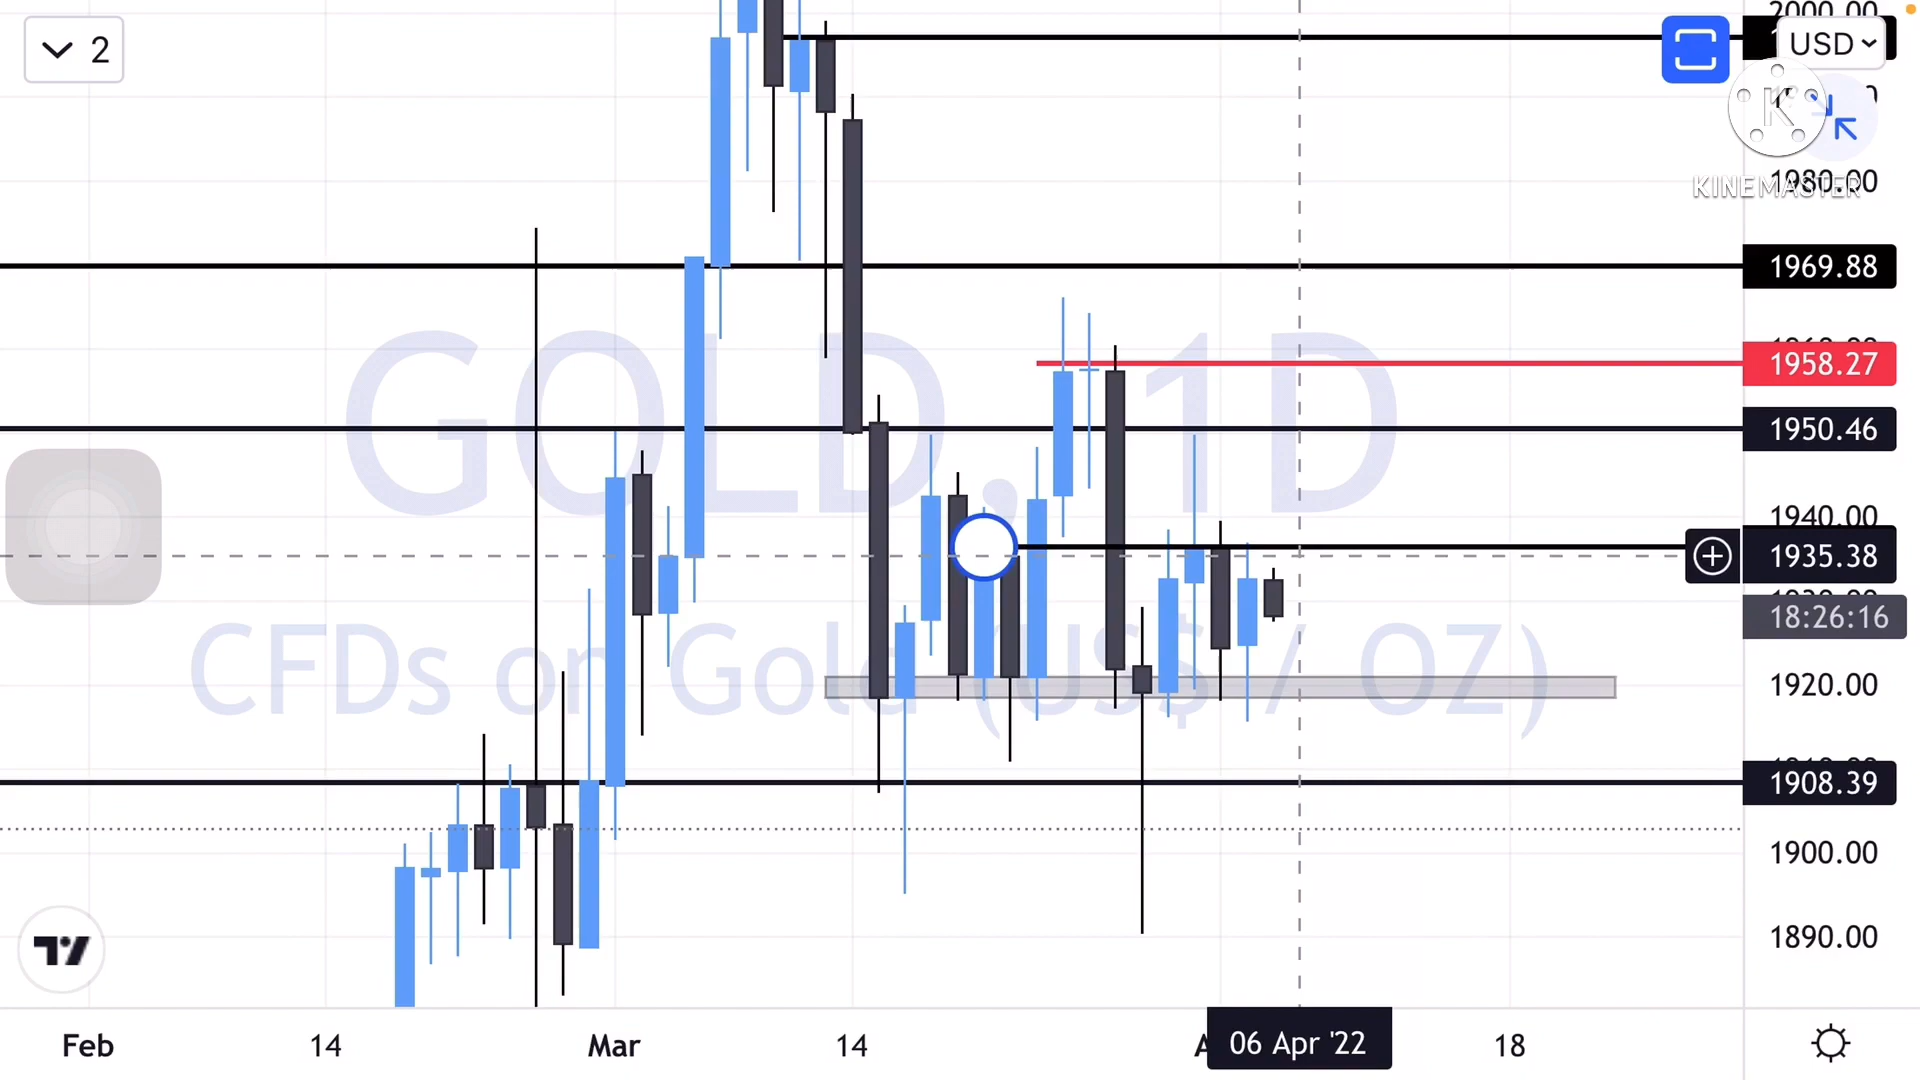 2
2000.00
USD
KINEMASTER
1980.00
1969.88
1958.27
1950.46
GOLD, 1D
1940.00
1935.38
18:26:16
CFDs on Gold (US$ / OZ)
1920.00
1908.39
1900.00
1890.00
Feb
14
Mar
14
06 Apr '22
18